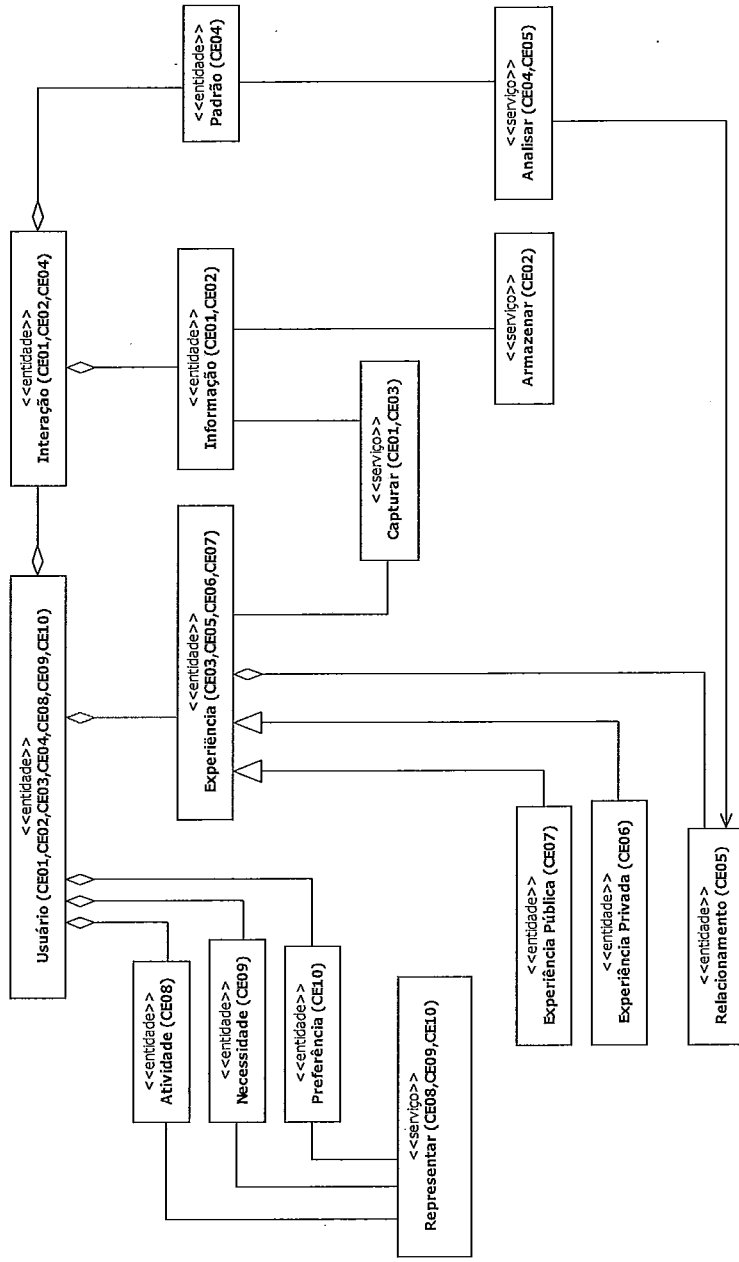 <<entidade>>
Usuário (CE01,CE02,CE03,CE04,CE08,CE09,CE10)
<<entidade>>
Interação (CE01,CE02,CE04)
<<entidade>>
Atividade (CE08)
<<entidade>>
Necessidade (CE09)
<<entidade>>
Preferência (CE10)
<<entidade>>
Experiência (CE03,CE05,CE06,CE07)
<<entidade>>
Informação (CE01,CE02)
<<entidade>>
Padrão (CE04)
<<serviço>>
Representar (CE08,CE09,CE10)
<<serviço>>
Capturar (CE01,CE03)
<<serviço>>
Armazenar (CE02)
<<serviço>>
Analisar (CE04,CE05)
<<entidade>>
Experiência Pública (CE07)
<<entidade>>
Experiência Privada (CE06)
<<entidade>>
Relacionamento (CE05)